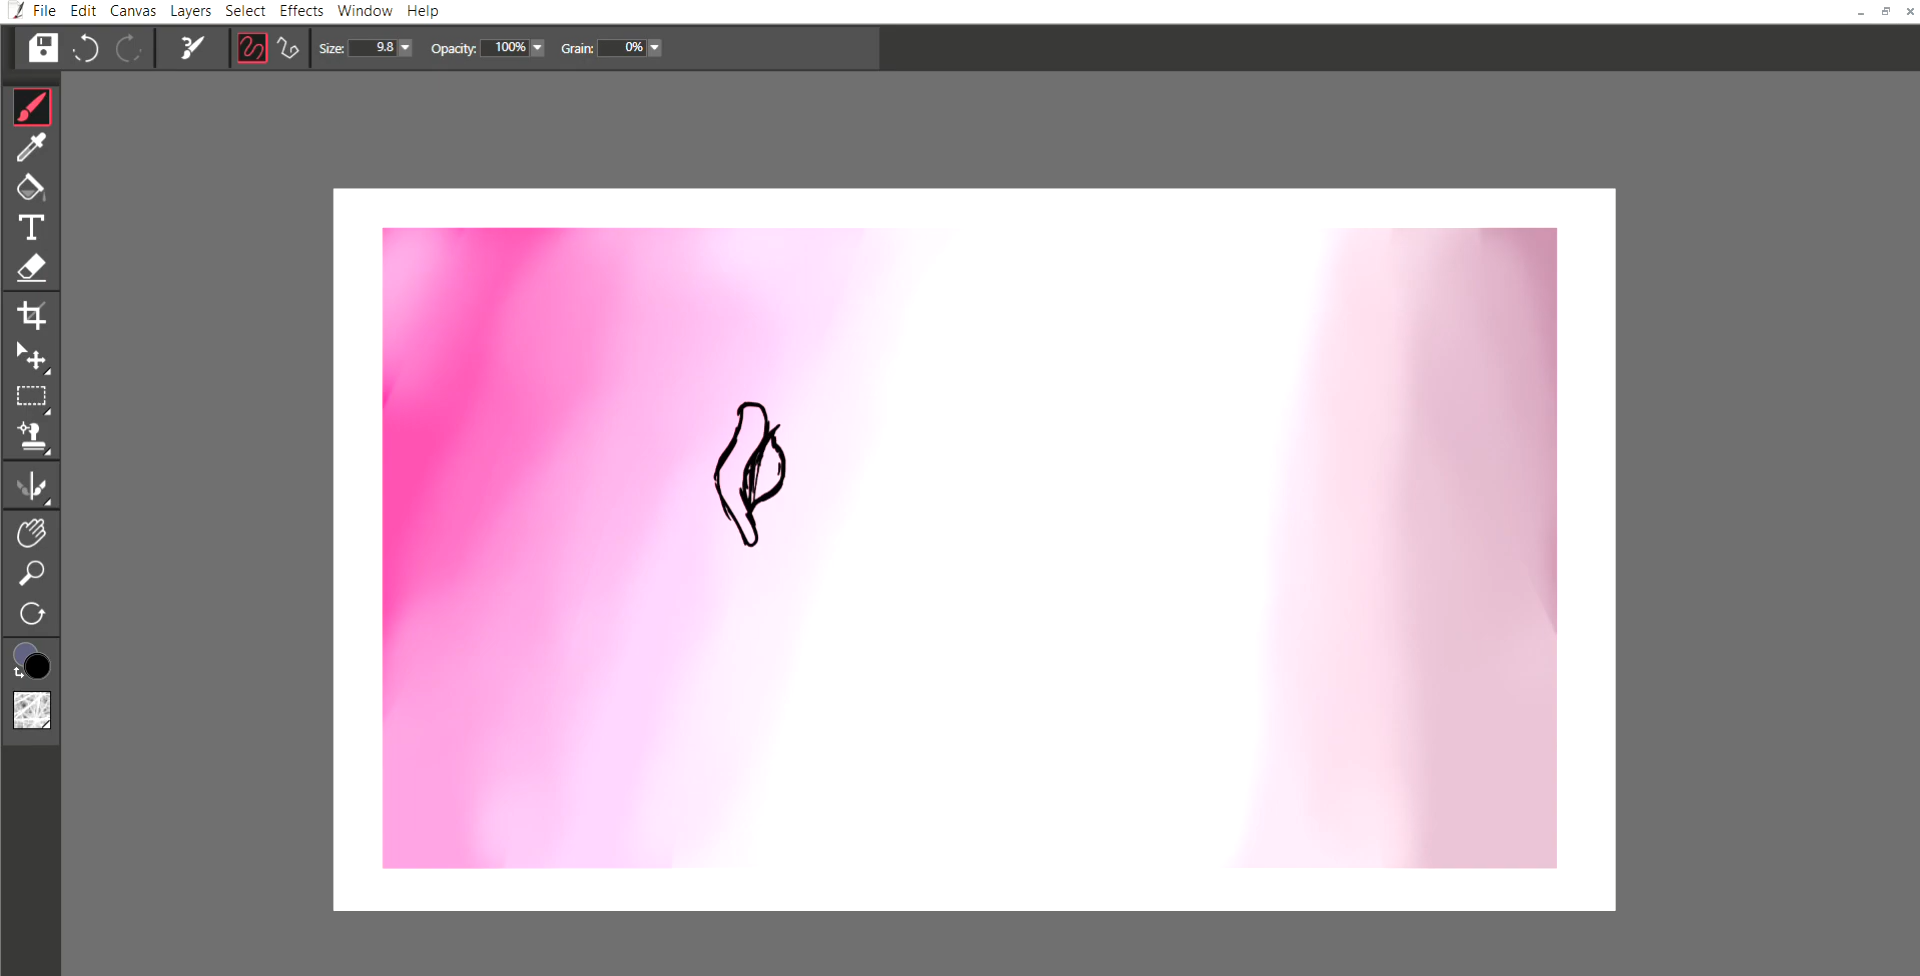 File Edit Canvas Layers Select Effects Window Help
Size: 9.8 Opacity: 100% Grain: 0%
T